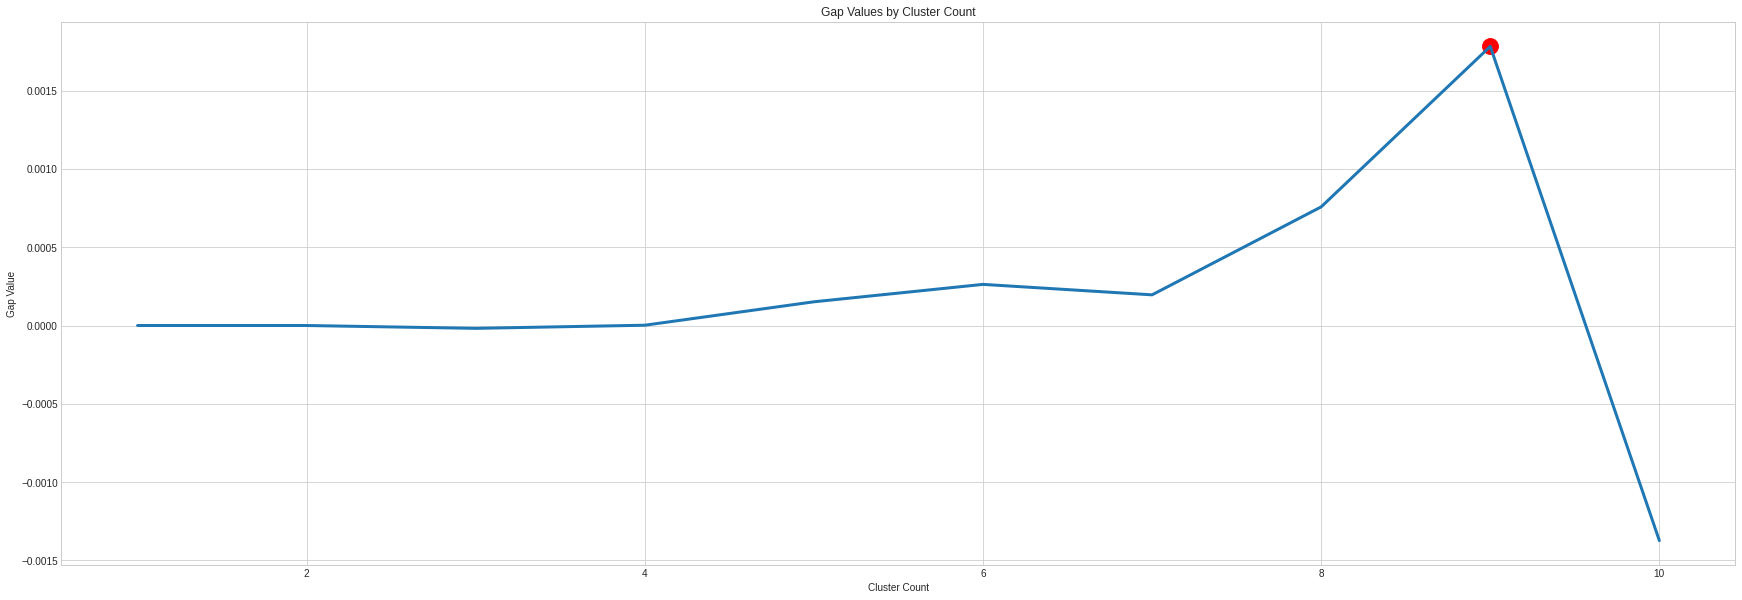 Gap Values by Cluster Count
0.0015
0.0010
0.0005
0.0000
−0.0005
−0.0010
−0.0015
Gap Value
2 4 6 8 10
Cluster Count